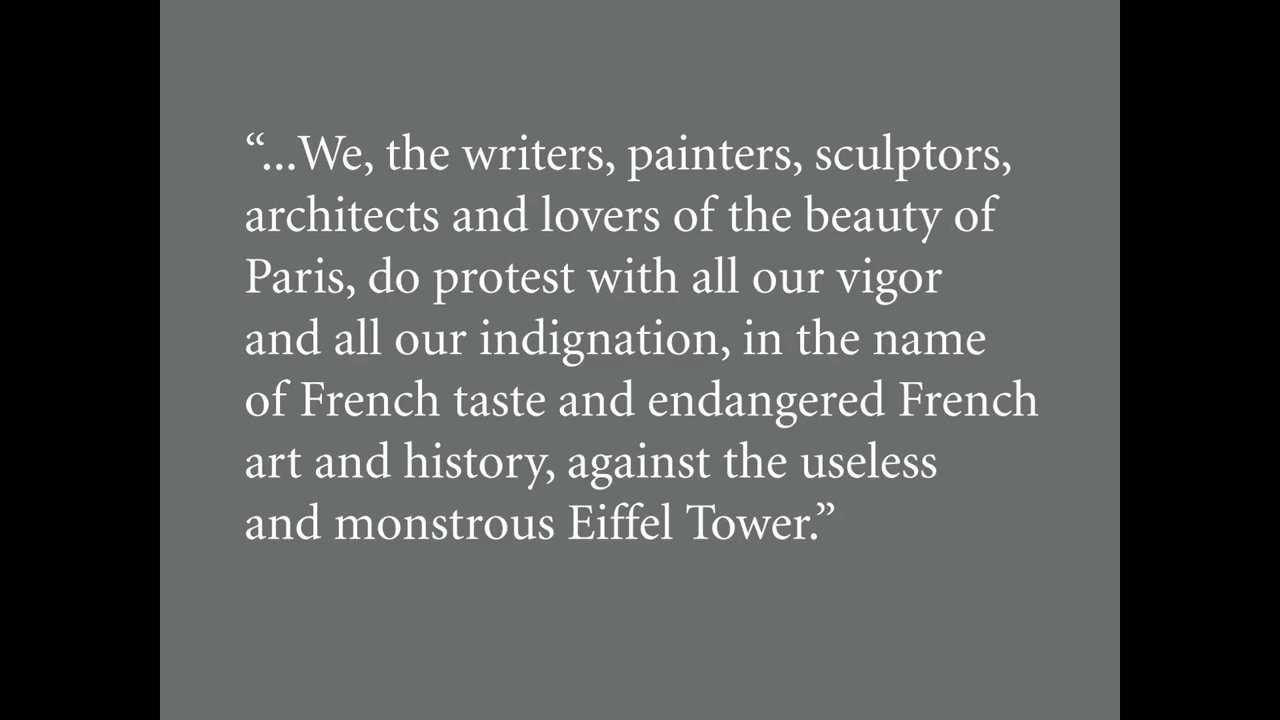 “...We, the writers, painters, sculptors,
architects and lovers of the beauty of
Paris, do protest with all our vigor
and all our indignation, in the name
of French taste and endangered French
art and history, against the useless
and monstrous Eiffel Tower.”